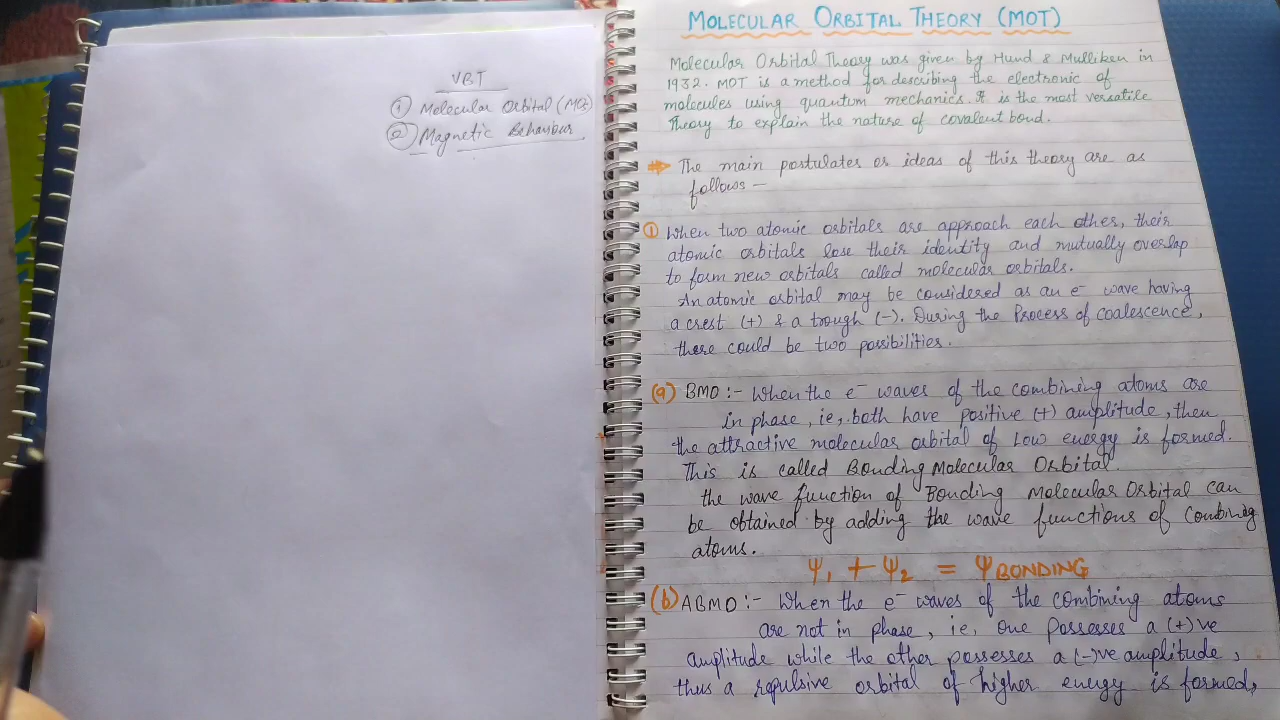 VBT
① Molecular Orbital (MOs)
② Magnetic Behaviour
MOLECULAR ORBITAL THEORY (MOT)
Molecular Orbital Theory was given by Hund & Mulliken in
1932. MOT is a method for describing the electronic of
molecules using quantum mechanics. It is the most versatile
Theory to explain the nature of covalent bond.
The main postulates or ideas of this theory are as
follows —
① When two atomic orbitals are approach each other, their
atomic orbitals lose their identity and mutually overlap
to form new orbitals called molecular orbitals.
An atomic orbital may be considered as an e⁻ wave having
a crest (+) & a trough (-). During the Process of coalescence,
there could be two possibilities.
(a) BMO :- When the e⁻ waves of the combining atoms are
in phase, ie, both have positive (+) amplitude, then
the attractive molecular orbital of Low energy is formed.
This is called Bonding Molecular Orbital.
the wave function of Bonding Molecular Orbital can
be obtained by adding the wave functions of Combining
atoms.
Ψ₁ + Ψ₂ = Ψ BONDING
(b) ABMO :- When the e⁻ waves of the combining atoms
are not in phase, ie, One possesses a (+)ve
amplitude while the other possesses a (-)ve amplitude,
thus a repulsive orbital of higher energy is formed,